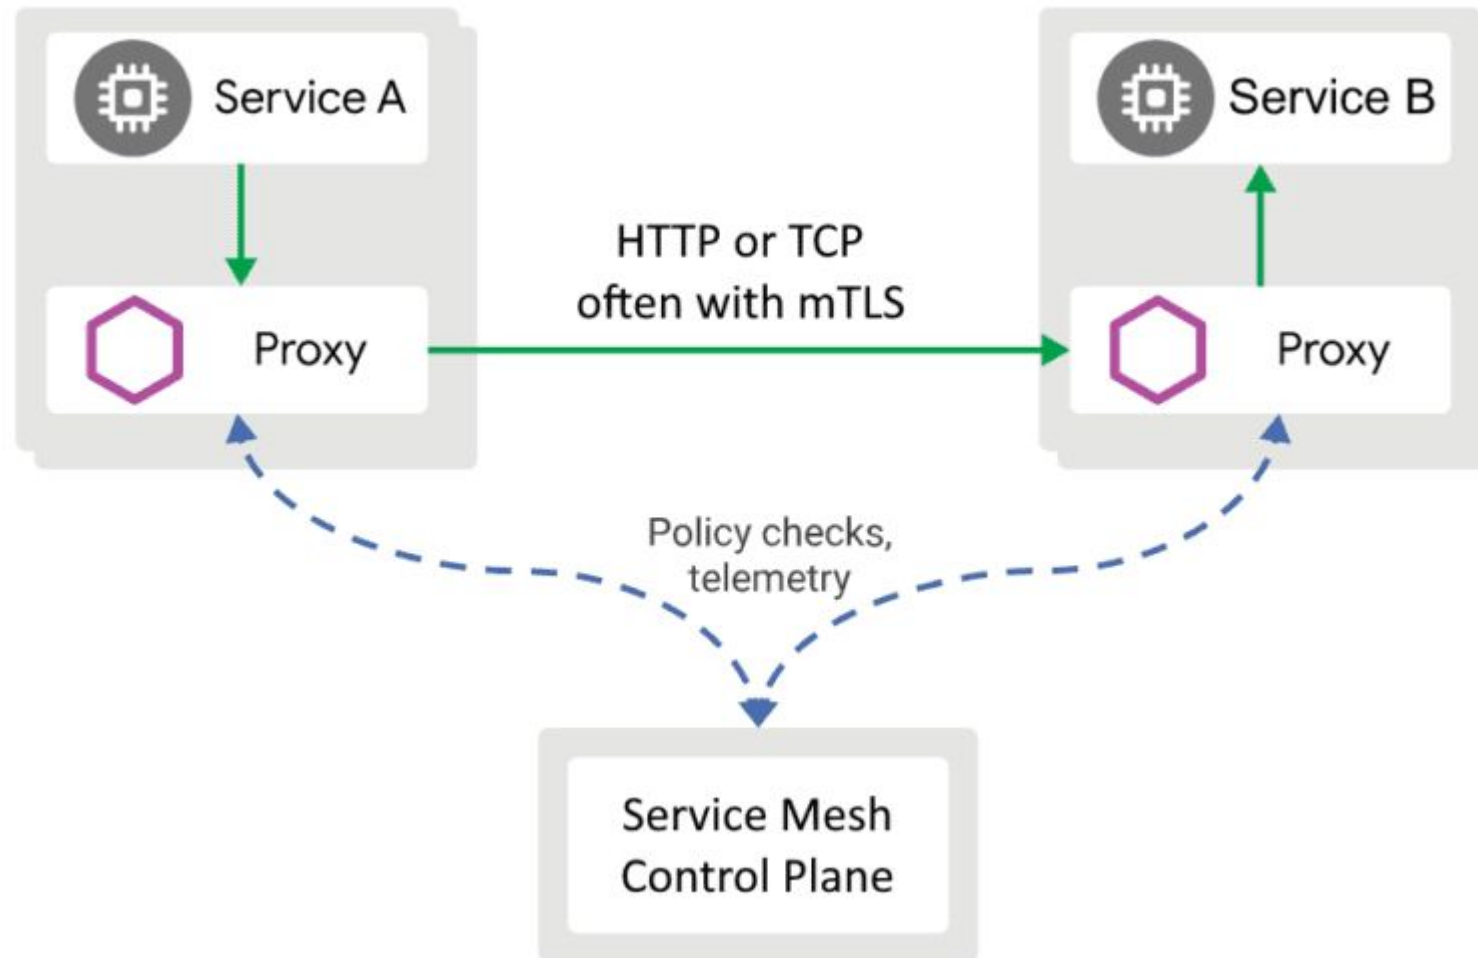 Service A
Service B
HTTP or TCP
often with mTLS
Proxy
Proxy
Policy checks,
telemetry
Service Mesh
Control Plane